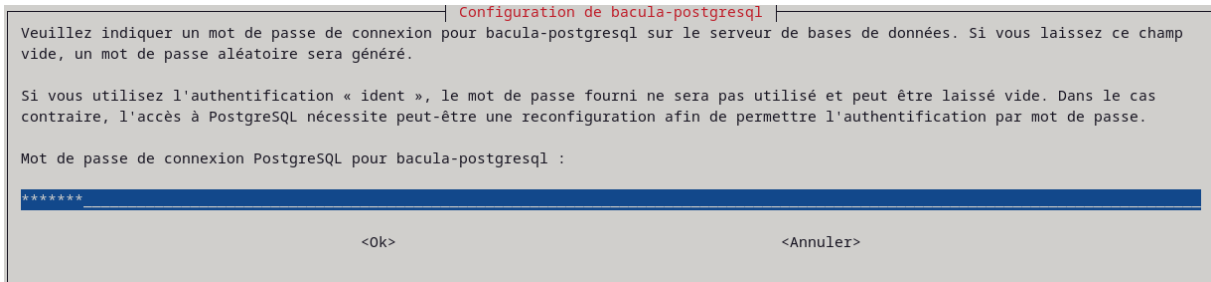 Configuration de bacula-postgresql
Veuillez indiquer un mot de passe de connexion pour bacula-postgresql sur le serveur de bases de données. Si vous laissez ce champ
vide, un mot de passe aléatoire sera généré.
Si vous utilisez l'authentification « ident », le mot de passe fourni ne sera pas utilisé et peut être laissé vide. Dans le cas
contraire, l'accès à PostgreSQL nécessite peut-être une reconfiguration afin de permettre l'authentification par mot de passe.
Mot de passe de connexion PostgreSQL pour bacula-postgresql :
*******
<Ok> <Annuler>